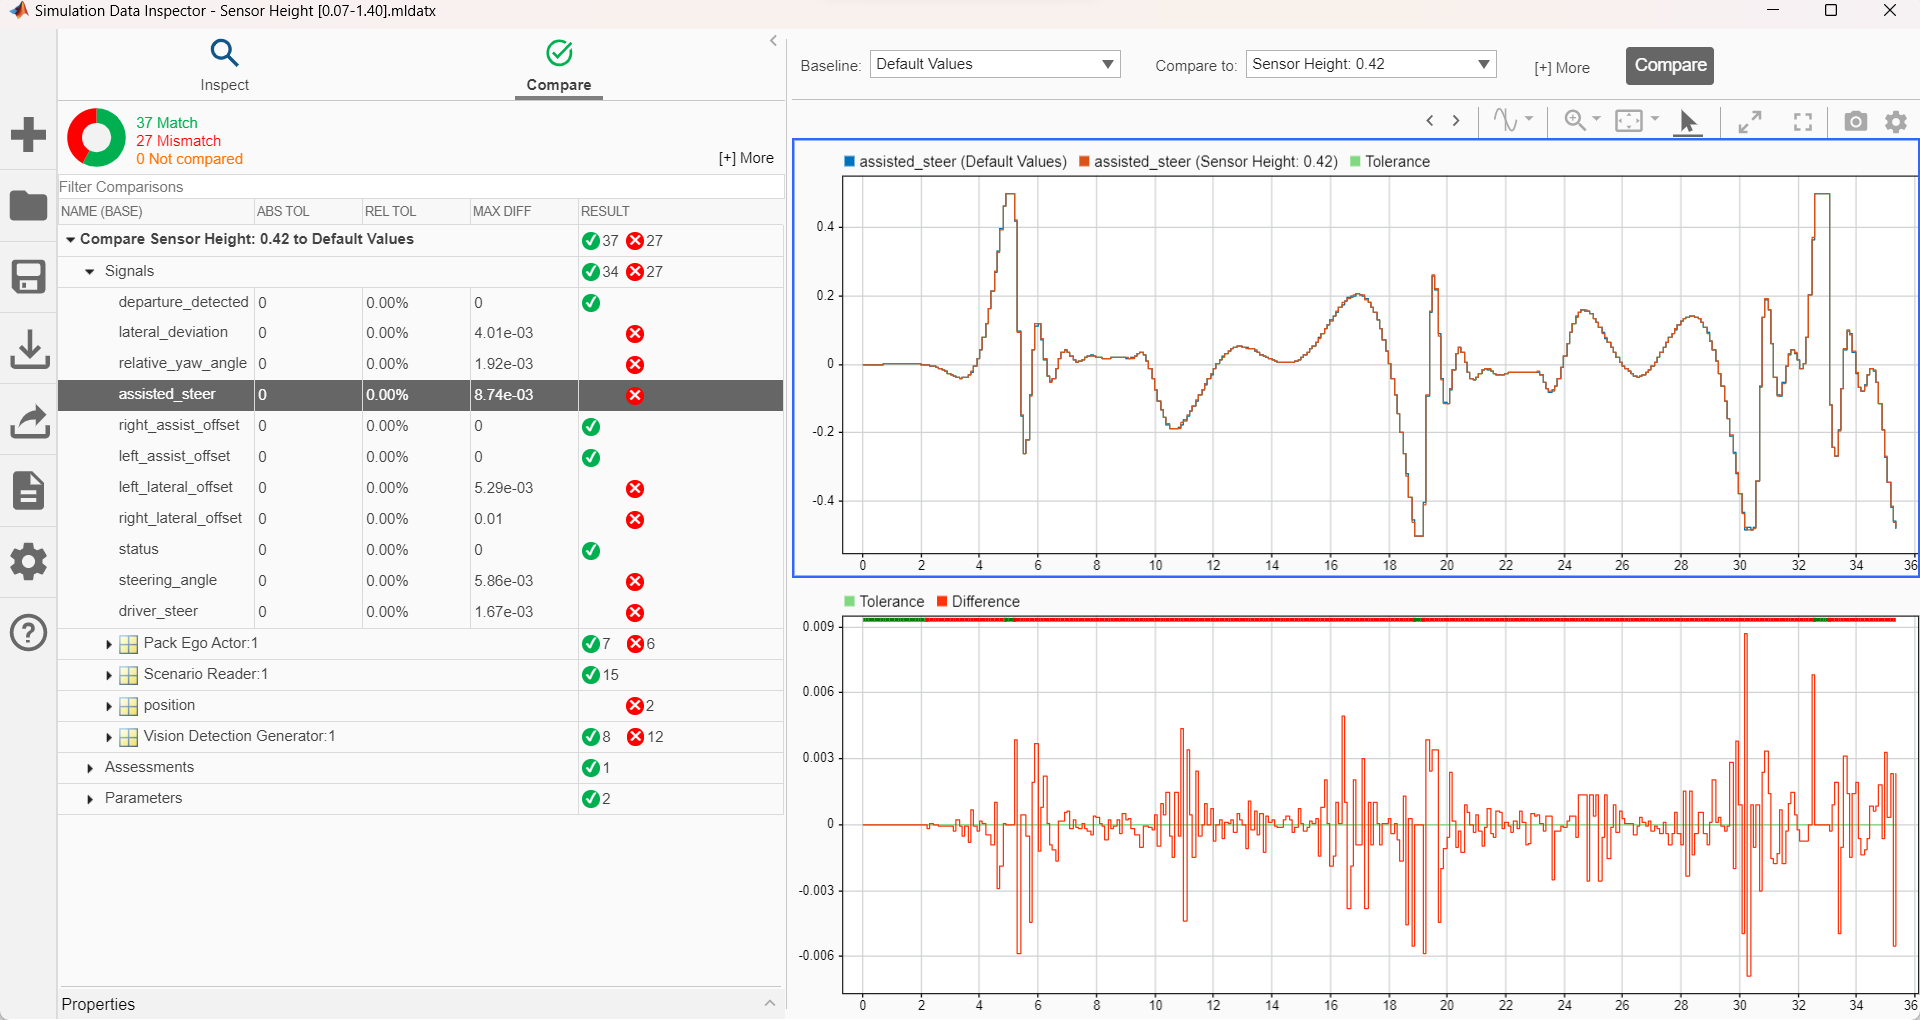 Simulation Data Inspector - Sensor Height [0.07-1.40].mldatx
Inspect
Compare
37 Match
27 Mismatch
0 Not compared
[+] More
Filter Comparisons
NAME (BASE) ABS TOL REL TOL MAX DIFF RESULT
Compare Sensor Height: 0.42 to Default Values 37 27
Signals 34 27
departure_detected 0 0.00% 0
lateral_deviation 0 0.00% 4.01e-03
relative_yaw_angle 0 0.00% 1.92e-03
assisted_steer 0 0.00% 8.74e-03
right_assist_offset 0 0.00% 0
left_assist_offset 0 0.00% 0
left_lateral_offset 0 0.00% 5.29e-03
right_lateral_offset 0 0.00% 0.01
status 0 0.00% 0
steering_angle 0 0.00% 5.86e-03
driver_steer 0 0.00% 1.67e-03
Pack Ego Actor:1 7 6
Scenario Reader:1 15
position 2
Vision Detection Generator:1 8 12
Assessments 1
Parameters 2
Properties
Baseline: Default Values Compare to: Sensor Height: 0.42 [+] More Compare
assisted_steer (Default Values) assisted_steer (Sensor Height: 0.42) Tolerance
0.4
0.2
0
-0.2
-0.4
0 2 4 6 8 10 12 14 16 18 20 22 24 26 28 30 32 34 36
Tolerance Difference
0.009
0.006
0.003
0
-0.003
-0.006
0 2 4 6 8 10 12 14 16 18 20 22 24 26 28 30 32 34 36